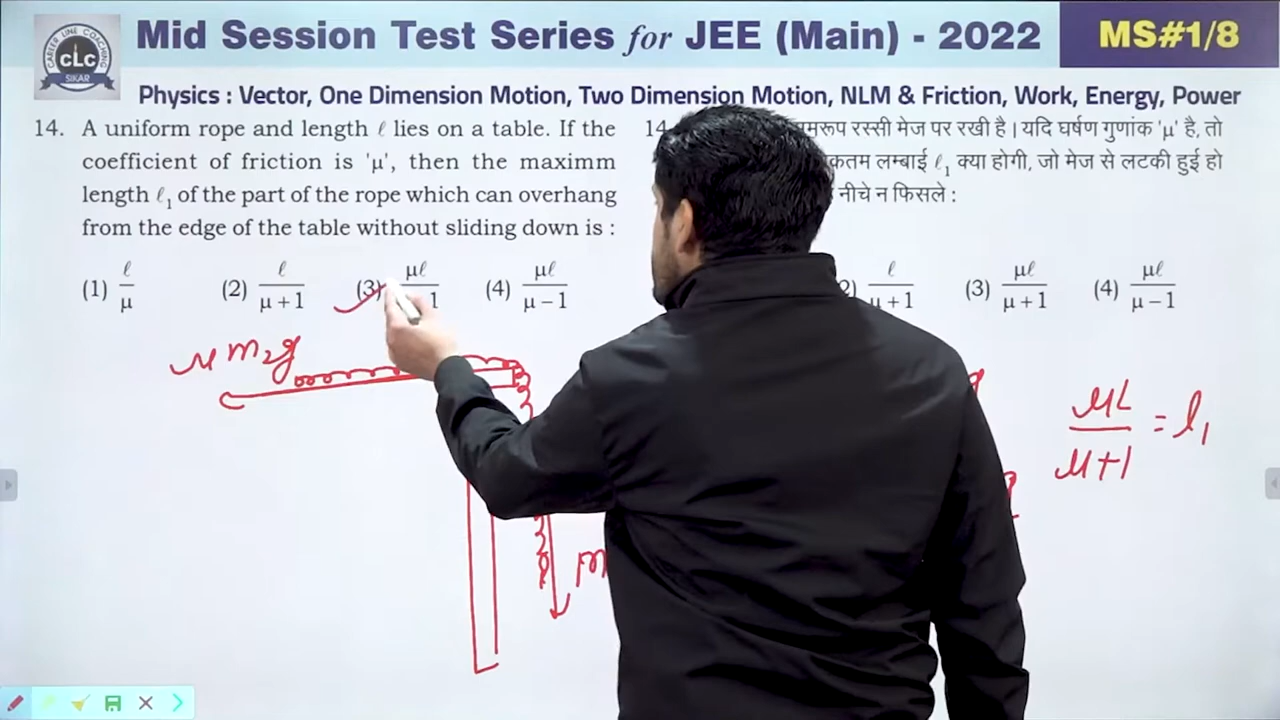 CAREER LINE COACHING
CLC
SIKAR
Mid Session Test Series for JEE (Main) - 2022
MS#1/8
Physics : Vector, One Dimension Motion, Two Dimension Motion, NLM & Friction, Work, Energy, Power
14. A uniform rope and length ℓ lies on a table. If the
coefficient of friction is 'μ', then the maximm
length ℓ₁ of the part of the rope which can overhang
from the edge of the table without sliding down is :
(1) ℓ/μ (2) ℓ/(μ + 1) (3) μℓ/ 1 (4) μℓ/(μ − 1)
14 रस्सी मेज पर रखी है। यदि घर्षण गुणांक 'μ' है, तो
लम्बाई ℓ₁ क्या होगी, जो मेज से लटकी हुई हो
नीचे न फिसले :
2) ℓ/(μ + 1) (3) μℓ/(μ + 1) (4) μℓ/(μ − 1)
μ m₂g
m
μL/(μ+1) = l₁